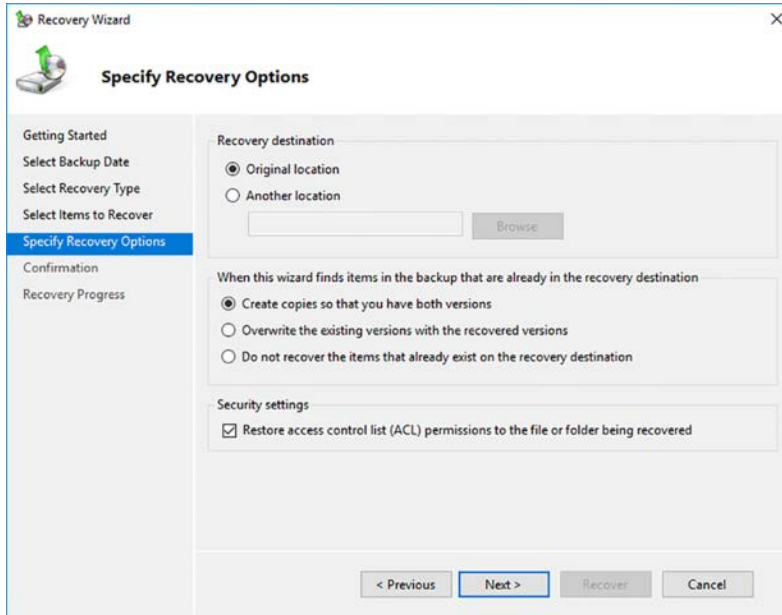 Recovery Wizard
Specify Recovery Options
Getting Started
Select Backup Date
Select Recovery Type
Select Items to Recover
Specify Recovery Options
Confirmation
Recovery Progress
Recovery destination
Original location
Another location
Browse
When this wizard finds items in the backup that are already in the recovery destination
Create copies so that you have both versions
Overwrite the existing versions with the recovered versions
Do not recover the items that already exist on the recovery destination
Security settings
Restore access control list (ACL) permissions to the file or folder being recovered
< Previous
Next >
Recover
Cancel